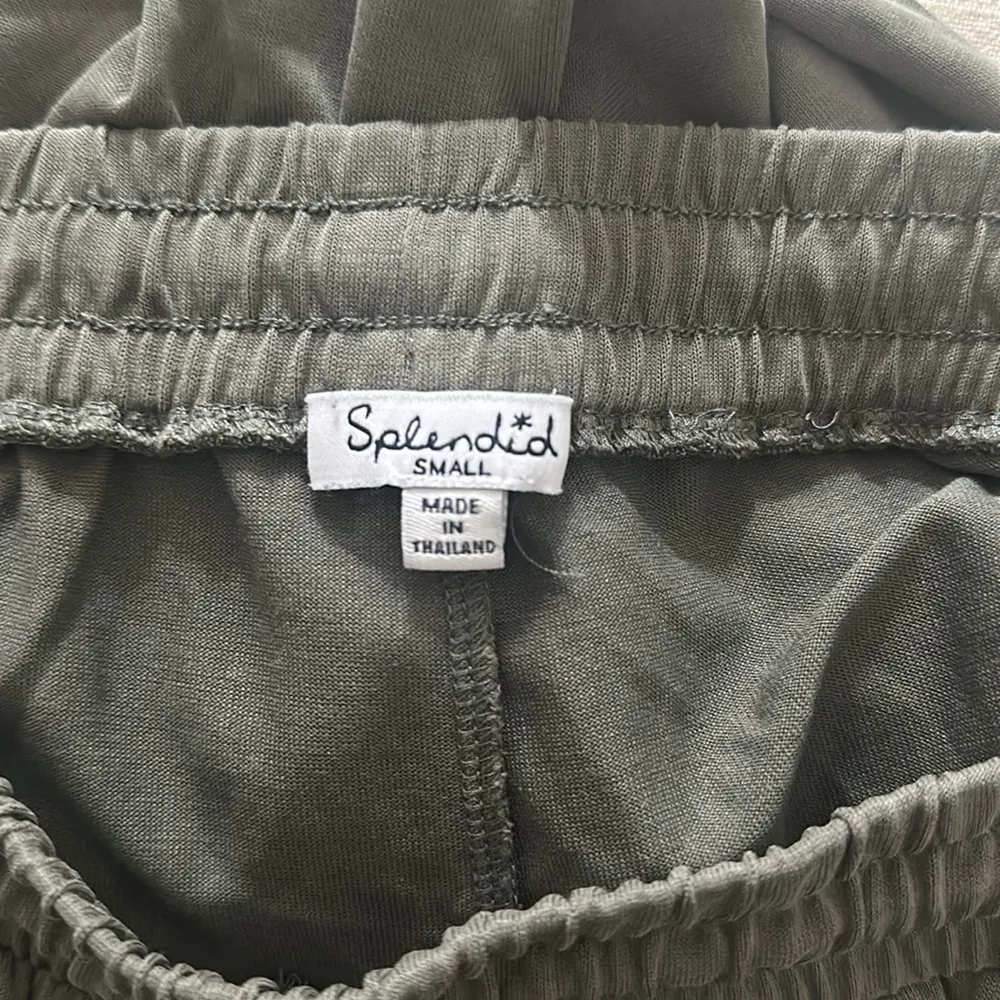 Splendid
SMALL
MADE
IN
THAILAND